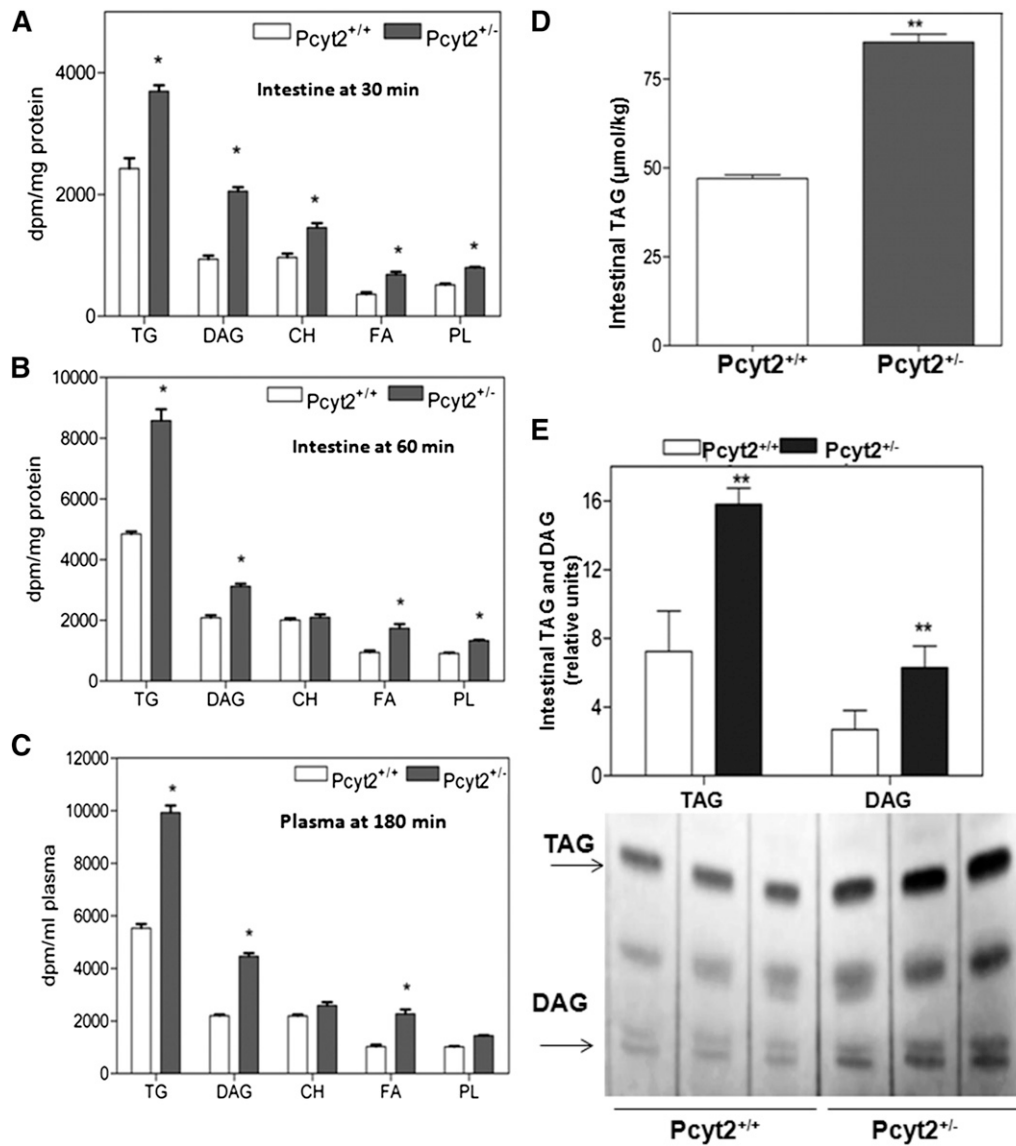 A
Pcyt2+/+ Pcyt2+/-
Intestine at 30 min
dpm/mg protein
4000
2000
0
* * * * *
TG DAG CH FA PL
B
Pcyt2+/+ Pcyt2+/-
Intestine at 60 min
dpm/mg protein
10000
8000
6000
4000
2000
0
* * * *
TG DAG CH FA PL
C
Pcyt2+/+ Pcyt2+/-
Plasma at 180 min
dpm/ml plasma
12000
10000
8000
6000
4000
2000
0
* * *
TG DAG CH FA PL
D
Intestinal TAG (μmol/kg)
75
50
25
0
**
Pcyt2+/+ Pcyt2+/-
E
Pcyt2+/+ Pcyt2+/-
Intestinal TAG and DAG
(relative units)
16
12
8
4
0
** **
TAG DAG
TAG
DAG
Pcyt2+/+ Pcyt2+/-